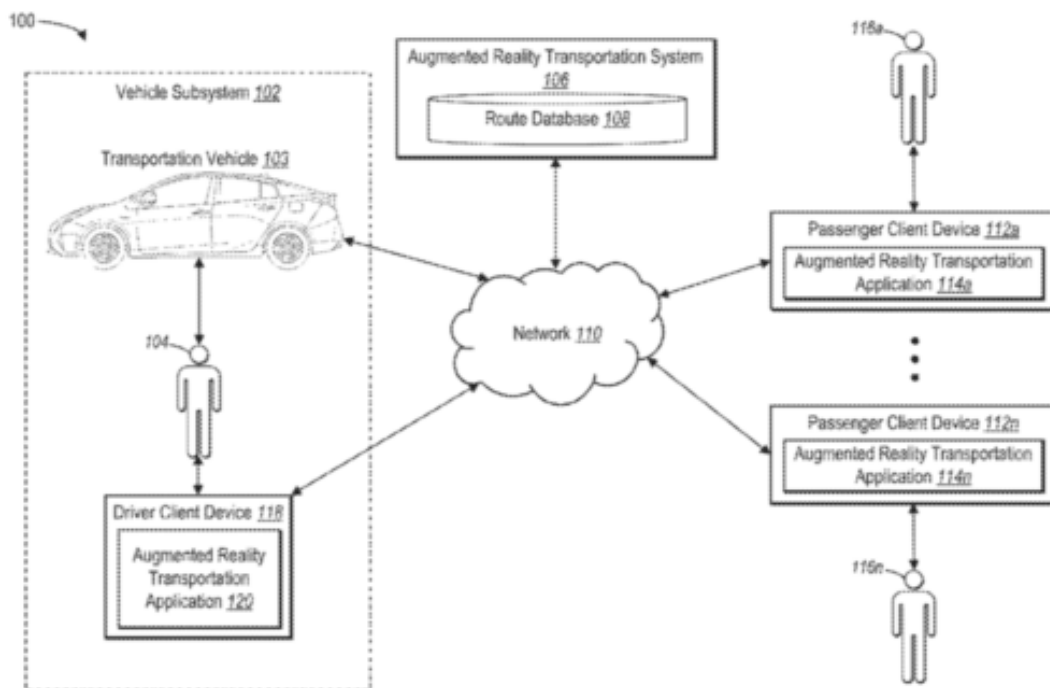 100
Vehicle Subsystem 102
Transportation Vehicle 103
104
Driver Client Device 118
Augmented Reality
Transportation
Application 120
Augmented Reality Transportation System
106
Route Database 108
Network 110
116a
Passenger Client Device 112a
Augmented Reality Transportation
Application 114a
Passenger Client Device 112n
Augmented Reality Transportation
Application 114n
116n